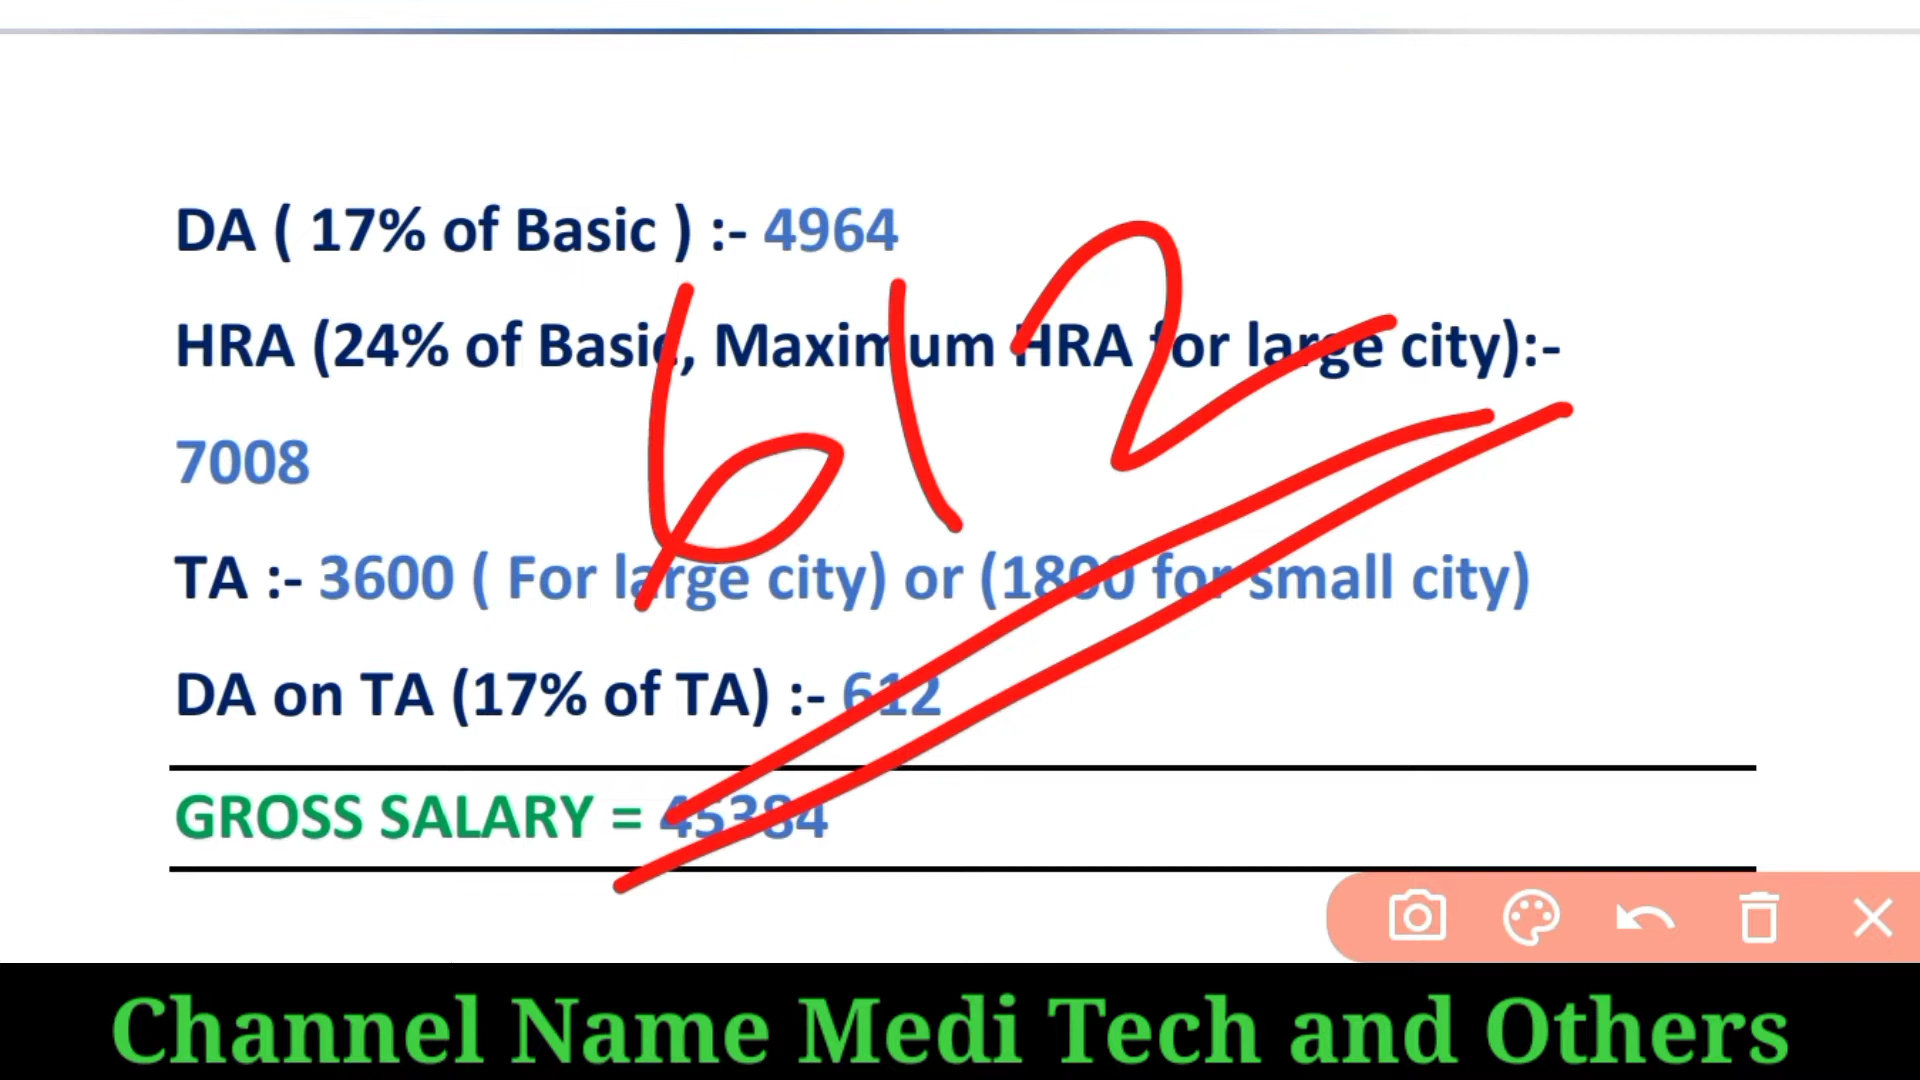 DA ( 17% of Basic ) :- 4964
HRA (24% of Basic, Maximum HRA for large city):-
7008
612
TA :- 3600 ( For large city) or (1800 for small city)
DA on TA (17% of TA) :- 612
GROSS SALARY = 45384
Channel Name Medi Tech and Others